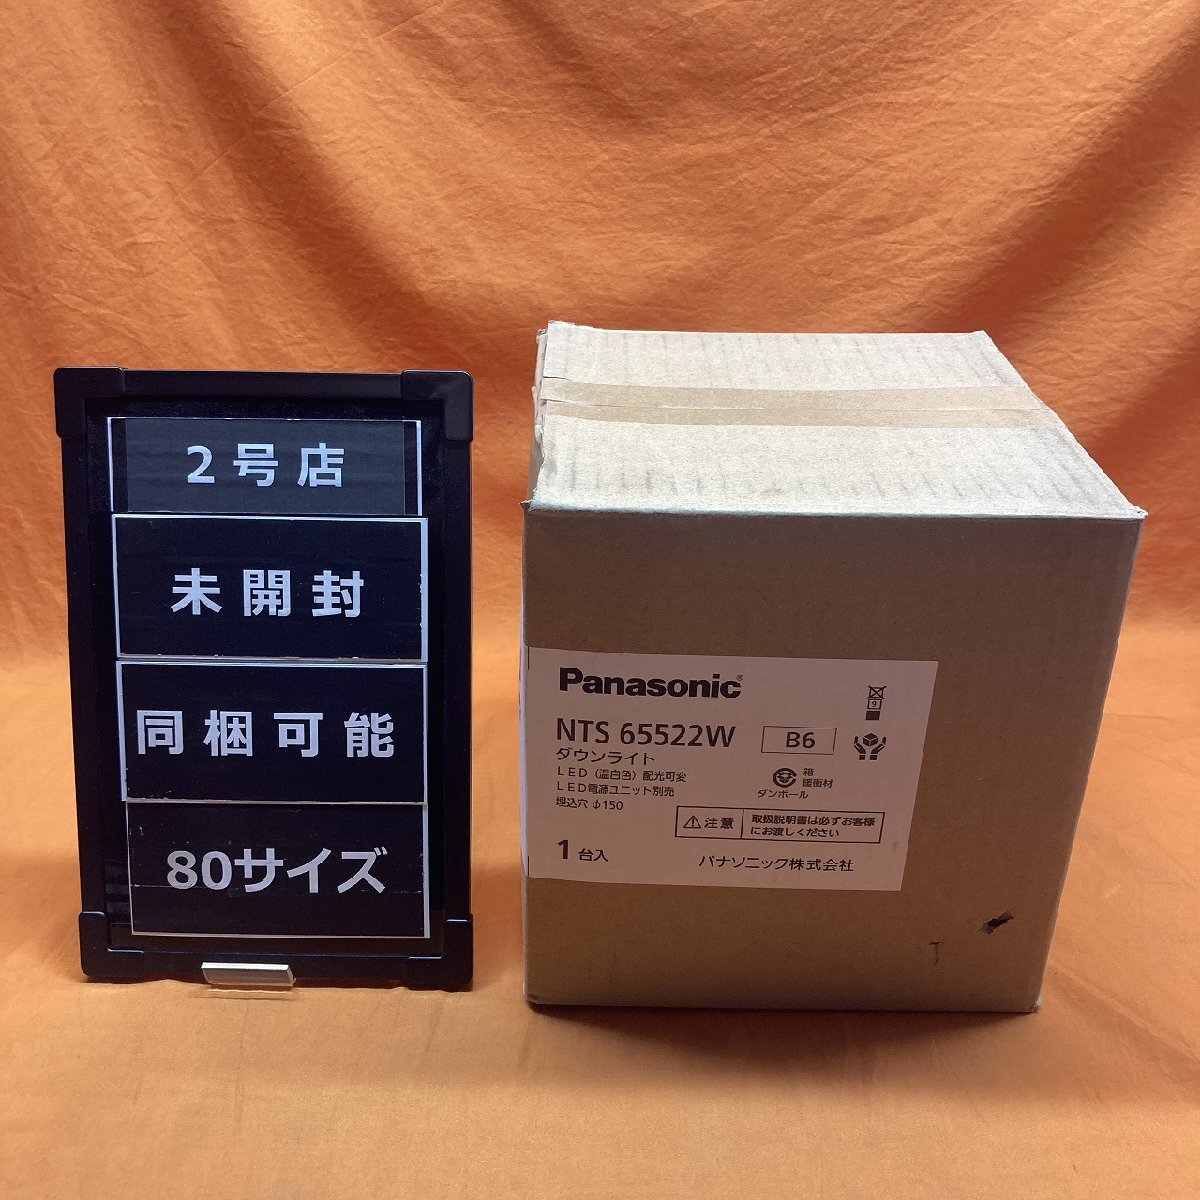 2号店
未開封
同梱可能
80サイズ
Panasonic®
NTS 65522W
B6
9
ダウンライト
LED（温白色）配光可変
LED電源ユニット別売
埋込穴 φ150
箱
緩衝材
ダンボール
注意
取扱説明書は必ずお客様
にお渡しください
1台入
パナソニック株式会社